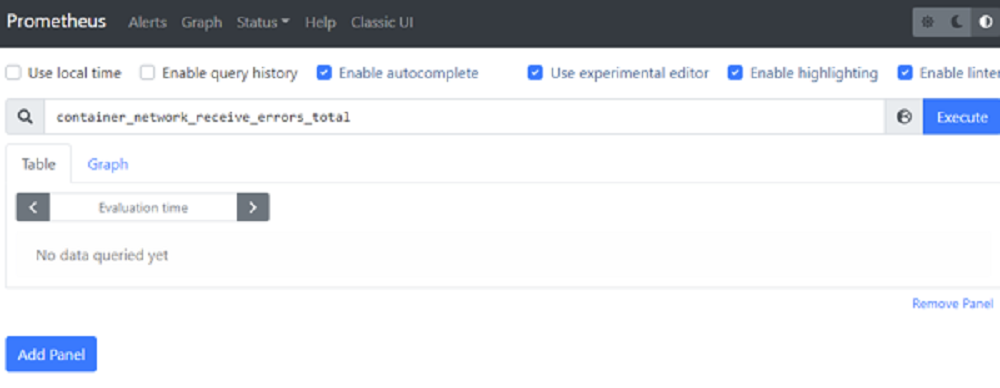 Prometheus Alerts Graph Status Help Classic UI
Use local time Enable query history Enable autocomplete Use experimental editor Enable highlighting Enable linter
container_network_receive_errors_total Execute
Table Graph
Evaluation time
No data queried yet
Remove Panel
Add Panel